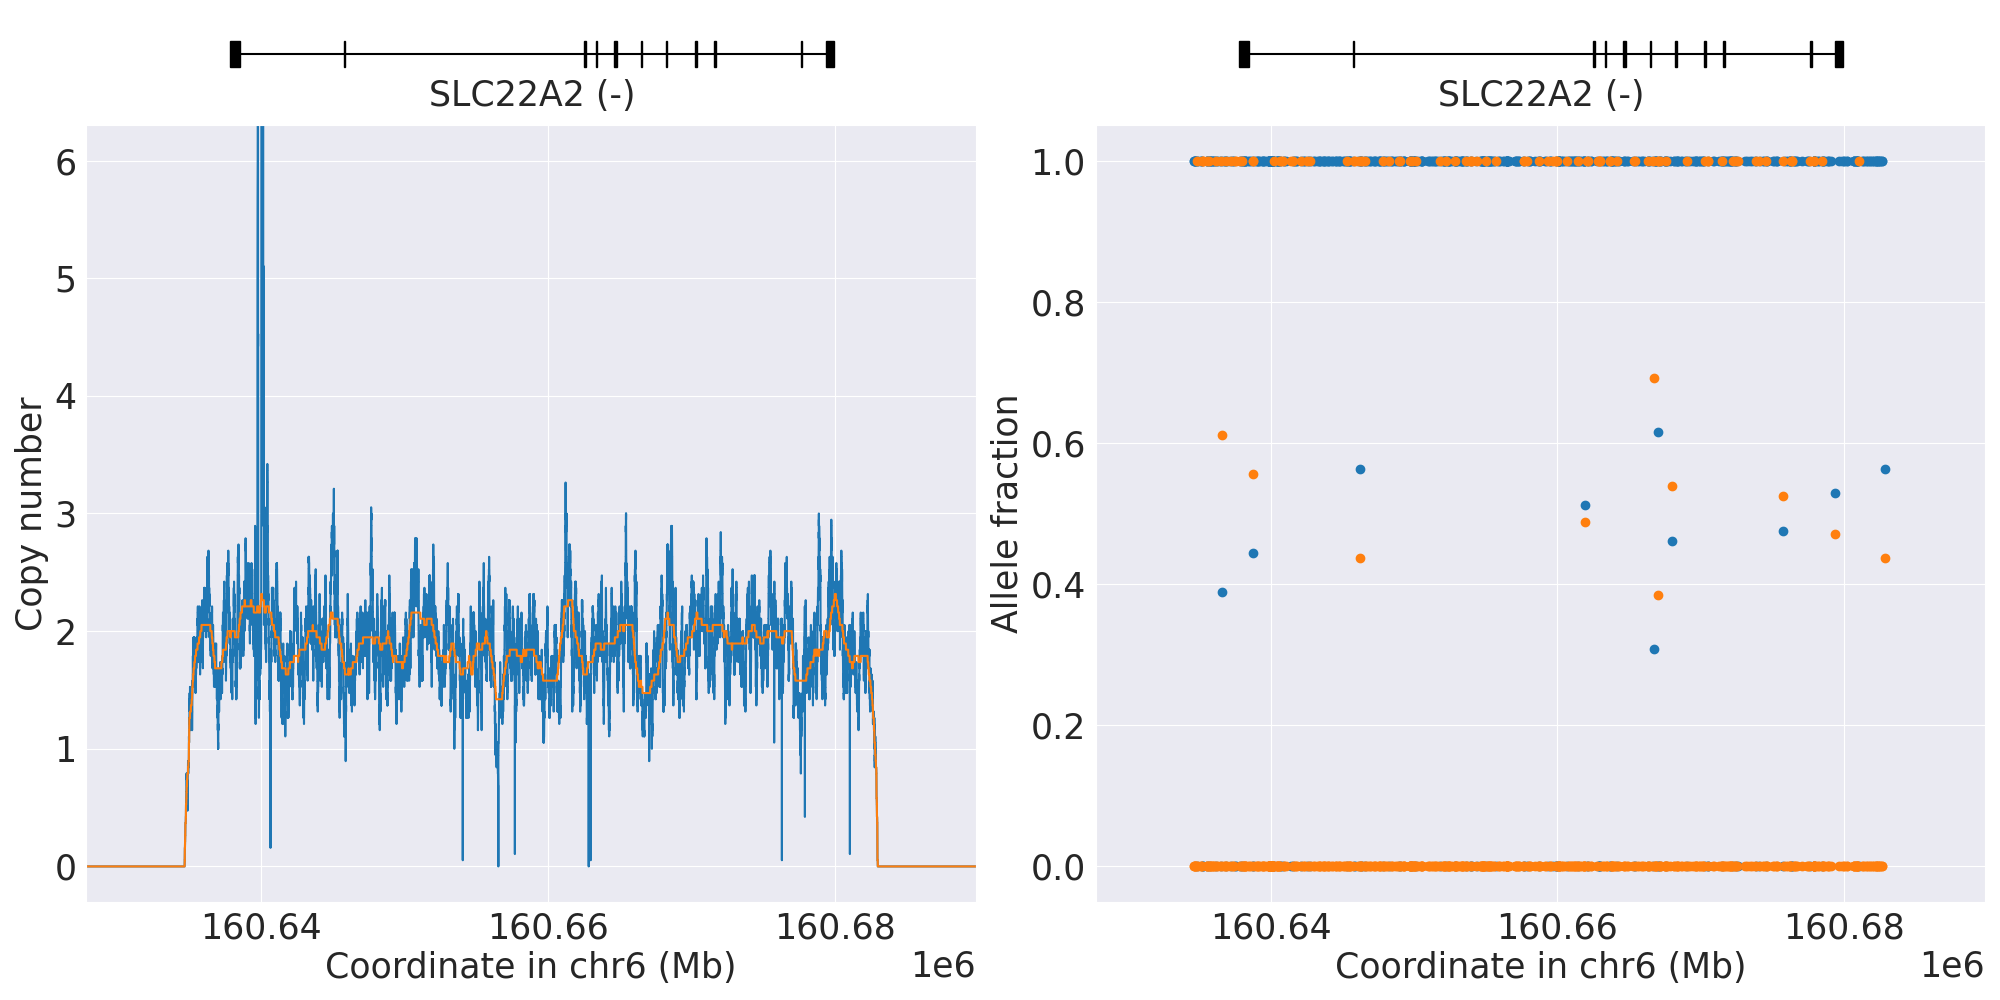 SLC22A2 (-)
6
5
4
3
2
1
0
Copy number
160.64 160.66 160.68
Coordinate in chr6 (Mb)
1e6
SLC22A2 (-)
1.0
0.8
0.6
0.4
0.2
0.0
Allele fraction
160.64 160.66 160.68
Coordinate in chr6 (Mb)
1e6